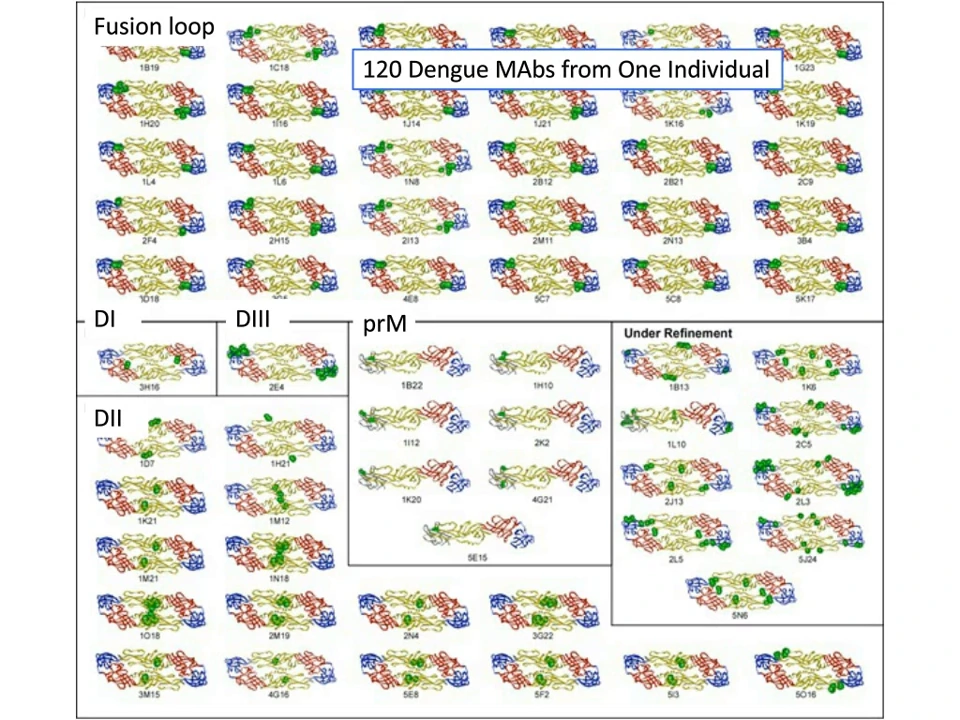 Fusion loop
120 Dengue MAbs from One Individual
1B19 1C18 1G23
1H20 1I16 1J14 1J21 1K16 1K19
1L4 1L6 1N8 2B12 2B21 2C9
2F4 2H15 2I13 2M11 2N13 3B4
3D18 4E8 5C7 5C8 5K17
DI DIII prM Under Refinement
3H16 2E4 1B22 1H10 1B13 1K6
DII
1I12 2K2 1L10 2C5
1D7 1H21
1K20 4G21 2J13 2L3
1K21 1M12
5E15 2L5 5J24
1M21 1N18
5N6
1O18 2M19 2N4 3G22
3M15 4G16 5E8 5F2 5I3 5O16